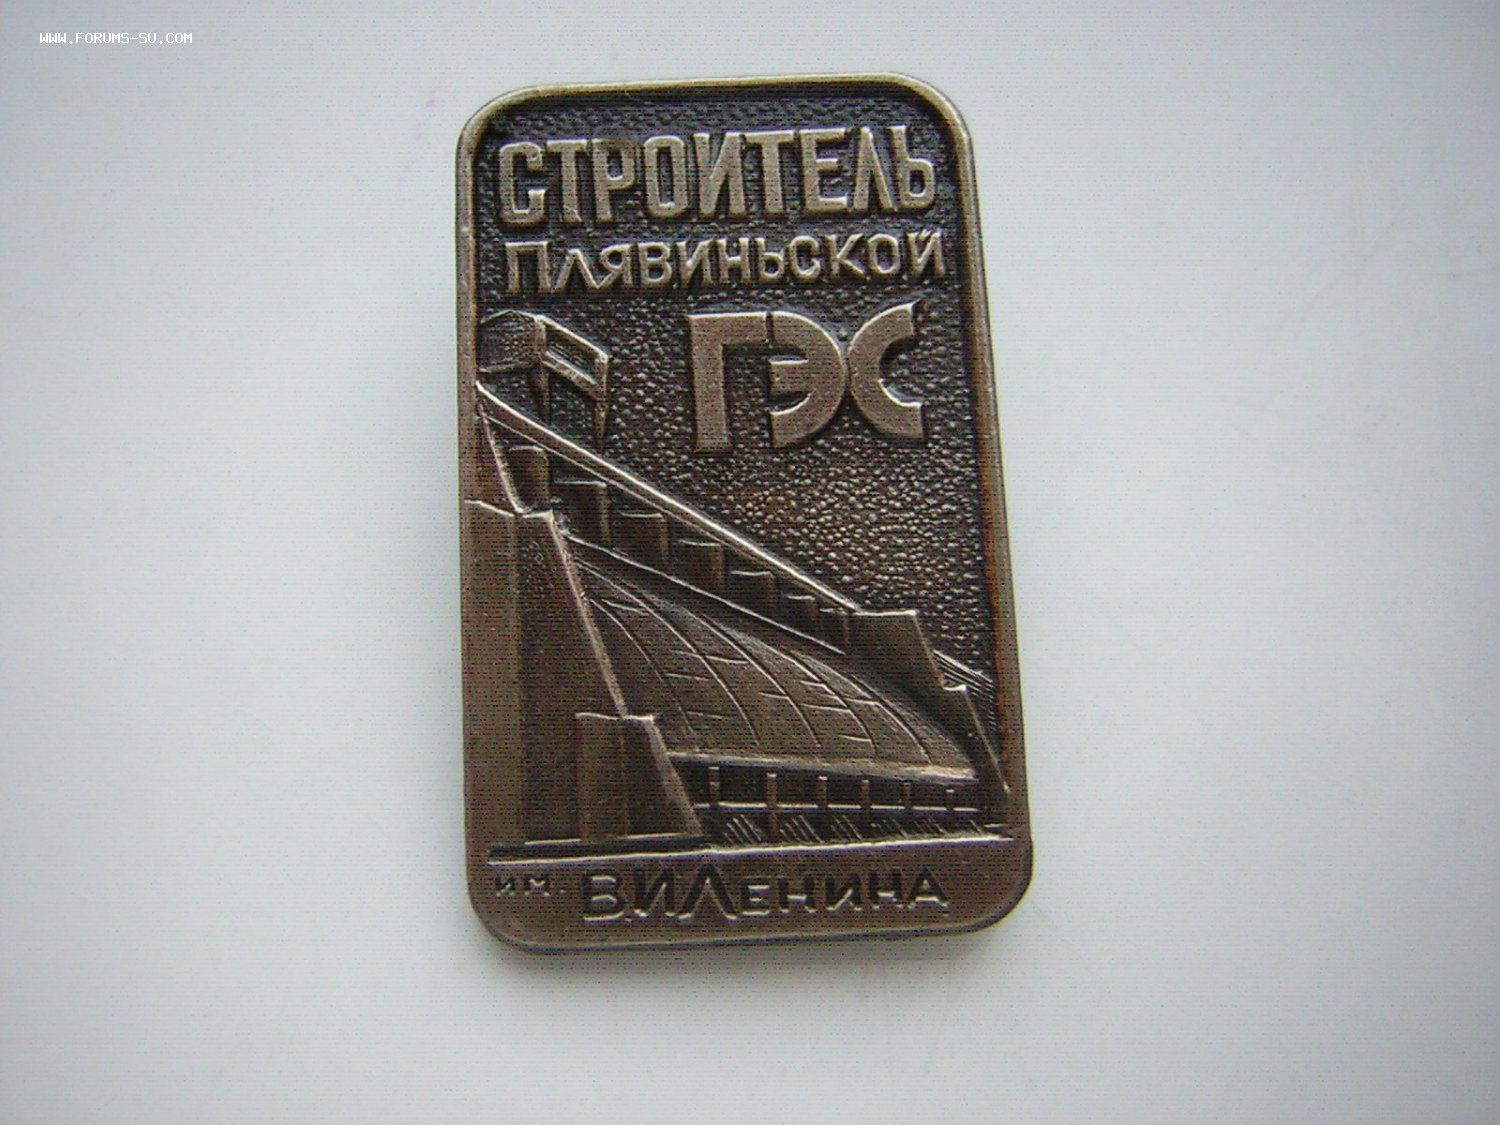 WWW.FORUMS-SU.COM
СТРОИТЕЛЬ
ПЛЯВИНЬСКОЙ
ГЭС
ИМ. В.И.ЛЕНИНА